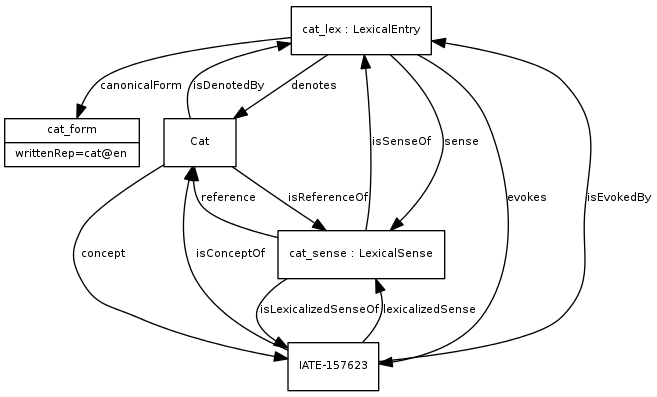 cat_lex : LexicalEntry
canonicalForm
isDenotedBy
denotes
cat_form
writtenRep=cat@en
Cat
isSenseOf
sense
reference
isReferenceOf
evokes
isEvokedBy
concept
isConceptOf
cat_sense : LexicalSense
isLexicalizedSenseOf
lexicalizedSense
IATE-157623